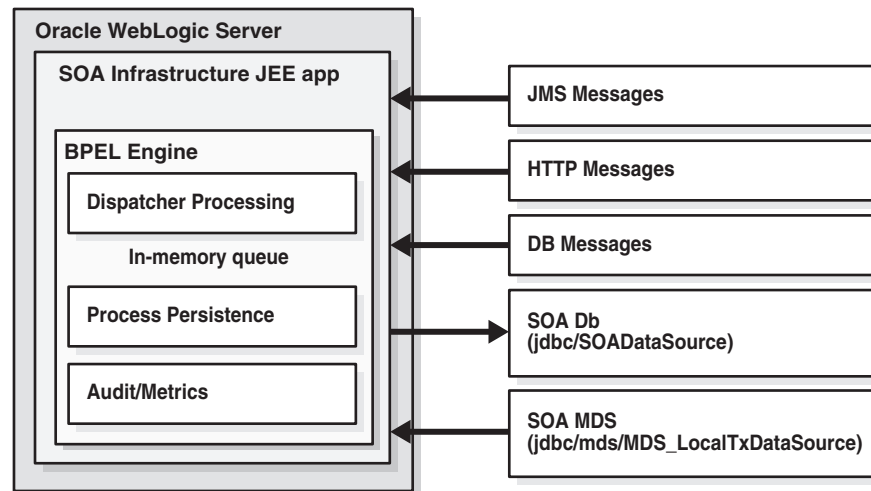 Oracle WebLogic Server
SOA Infrastructure JEE app
BPEL Engine
Dispatcher Processing
In-memory queue
Process Persistence
Audit/Metrics
JMS Messages
HTTP Messages
DB Messages
SOA Db
(jdbc/SOADataSource)
SOA MDS
(jdbc/mds/MDS_LocalTxDataSource)